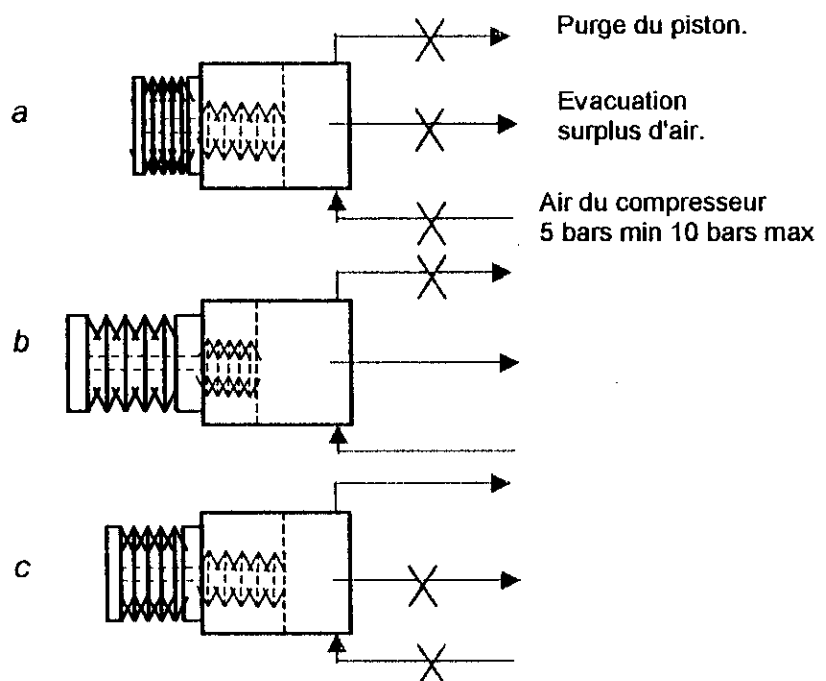 Purge du piston.
a
Evacuation
surplus d'air.
Air du compresseur
5 bars min 10 bars max
b
c